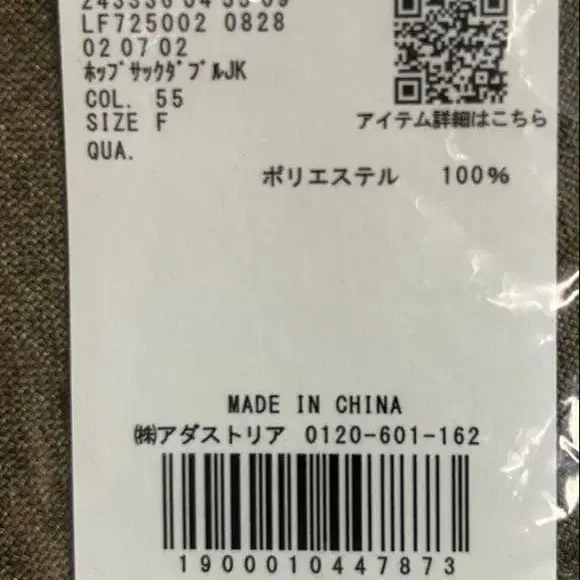 LF725002 0828
02 07 02
ﾎｯﾌﾟｻｯｸﾀﾞﾌﾞﾙJK
COL. 55
SIZE F
QUA.
アイテム詳細はこちら
ポリエステル 100%
MADE IN CHINA
㈱アダストリア 0120-601-162
1900010447873